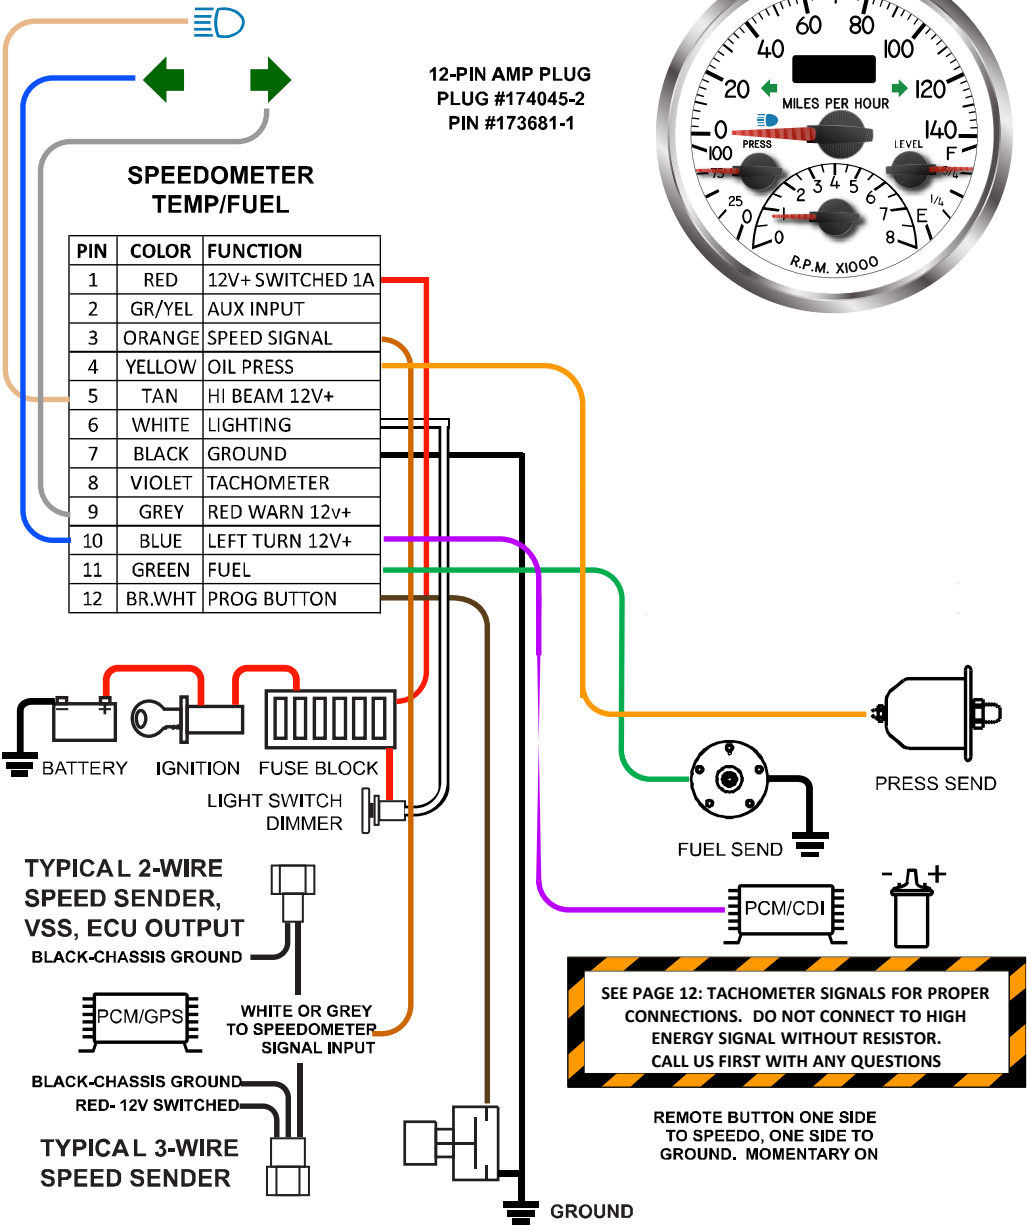 12-PIN AMP PLUG
PLUG #174045-2
PIN #173681-1
0
20
40
60
80
100
120
140
MILES PER HOUR
PRESS
100
75
25
0
LEVEL
F
3/4
1/4
E
0
1
2
3
4
5
6
7
8
R.P.M. X1000
SPEEDOMETER
TEMP/FUEL
PIN COLOR FUNCTION
1 RED 12V+ SWITCHED 1A
2 GR/YEL AUX INPUT
3 ORANGE SPEED SIGNAL
4 YELLOW OIL PRESS
5 TAN HI BEAM 12V+
6 WHITE LIGHTING
7 BLACK GROUND
8 VIOLET TACHOMETER
9 GREY RED WARN 12v+
10 BLUE LEFT TURN 12V+
11 GREEN FUEL
12 BR.WHT PROG BUTTON
- +
BATTERY
IGNITION
FUSE BLOCK
LIGHT SWITCH
DIMMER
PRESS SEND
FUEL SEND
PCM/CDI
- +
TYPICAL 2-WIRE
SPEED SENDER,
VSS, ECU OUTPUT
BLACK-CHASSIS GROUND
PCM/GPS
WHITE OR GREY
TO SPEEDOMETER
SIGNAL INPUT
BLACK-CHASSIS GROUND
RED- 12V SWITCHED
TYPICAL 3-WIRE
SPEED SENDER
SEE PAGE 12: TACHOMETER SIGNALS FOR PROPER
CONNECTIONS. DO NOT CONNECT TO HIGH
ENERGY SIGNAL WITHOUT RESISTOR.
CALL US FIRST WITH ANY QUESTIONS
REMOTE BUTTON ONE SIDE
TO SPEEDO, ONE SIDE TO
GROUND. MOMENTARY ON
GROUND